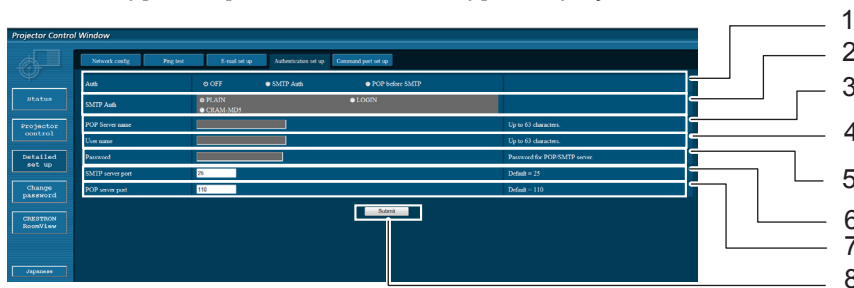 Projector Control Window
Network config Ping test E-mail set up Authentication set up Command port set up
Auth OFF SMTP Auth POP before SMTP
SMTP Auth PLAIN LOGIN
CRAM-MD5
POP Server name Up to 63 characters.
User name Up to 63 characters.
Password Password for POP/SMTP server.
SMTP server port 25 Default = 25
POP server port 110 Default = 110
Submit
Status
Projector
control
Detailed
set up
Change
password
CRESTRON
RoomView
Japanese
1
2
3
4
5
6
7
8